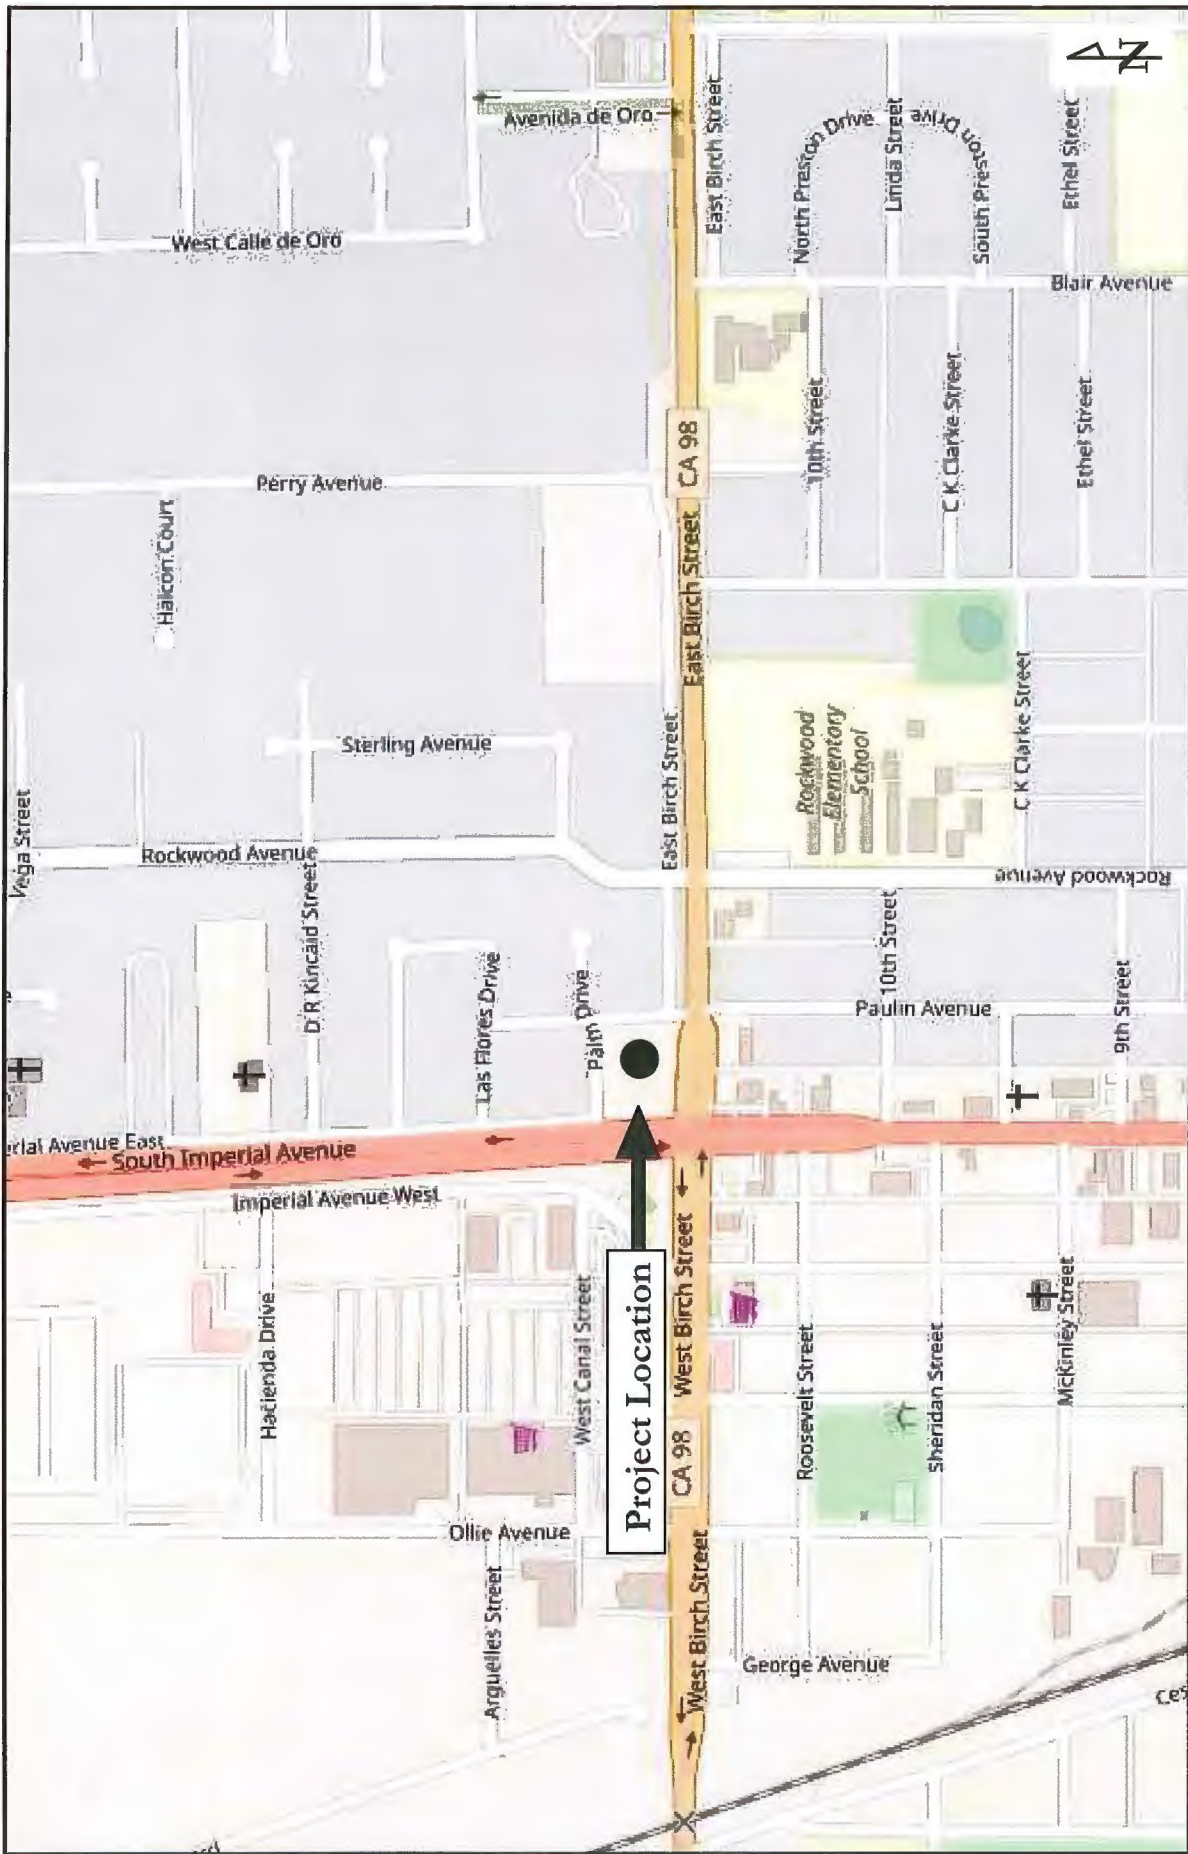 N
Avenida de Oro
East Birch Street
North Preston Drive
Linda Street
South Preston Drive
Ethel Street
West Calle de Oro
Blair Avenue
Perry Avenue
Halcon Court
CA 98
East Birch Street
10th Street
C K Clarke Street
Ethel Street
Vega Street
Sterling Avenue
Rockwood Avenue
East Birch Street
Rockwood
Elementary
School
C K Clarke Street
Rockwood Avenue
D R Kincaid Street
Las Flores Drive
Palm Drive
10th Street
Paulin Avenue
9th Street
erial Avenue East
South Imperial Avenue
Imperial Avenue West
Hacienda Drive
West Canal Street
Project Location
West Birch Street
CA 98
Roosevelt Street
Sheridan Street
McKinley Street
Ollie Avenue
Arguelles Street
West Birch Street
George Avenue
Ces